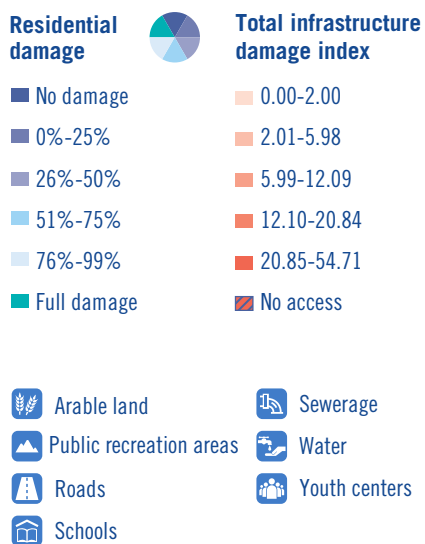 Residential
damage
No damage
0%-25%
26%-50%
51%-75%
76%-99%
Full damage
Total infrastructure
damage index
0.00-2.00
2.01-5.98
5.99-12.09
12.10-20.84
20.85-54.71
No access
Arable land
Public recreation areas
Roads
Schools
Sewerage
Water
Youth centers